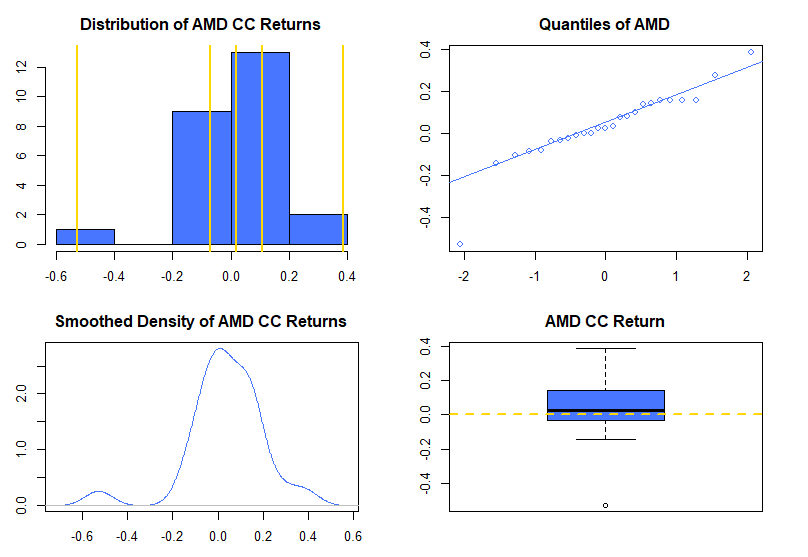 Distribution of AMD CC Returns
12
10
8
6
4
2
0
-0.6 -0.4 -0.2 0.0 0.2 0.4
Quantiles of AMD
0.4
0.2
0.0
-0.2
-0.4
-2 -1 0 1 2
Smoothed Density of AMD CC Returns
2.0
1.0
0.0
-0.6 -0.4 -0.2 0.0 0.2 0.4 0.6
AMD CC Return
0.4
0.2
0.0
-0.2
-0.4